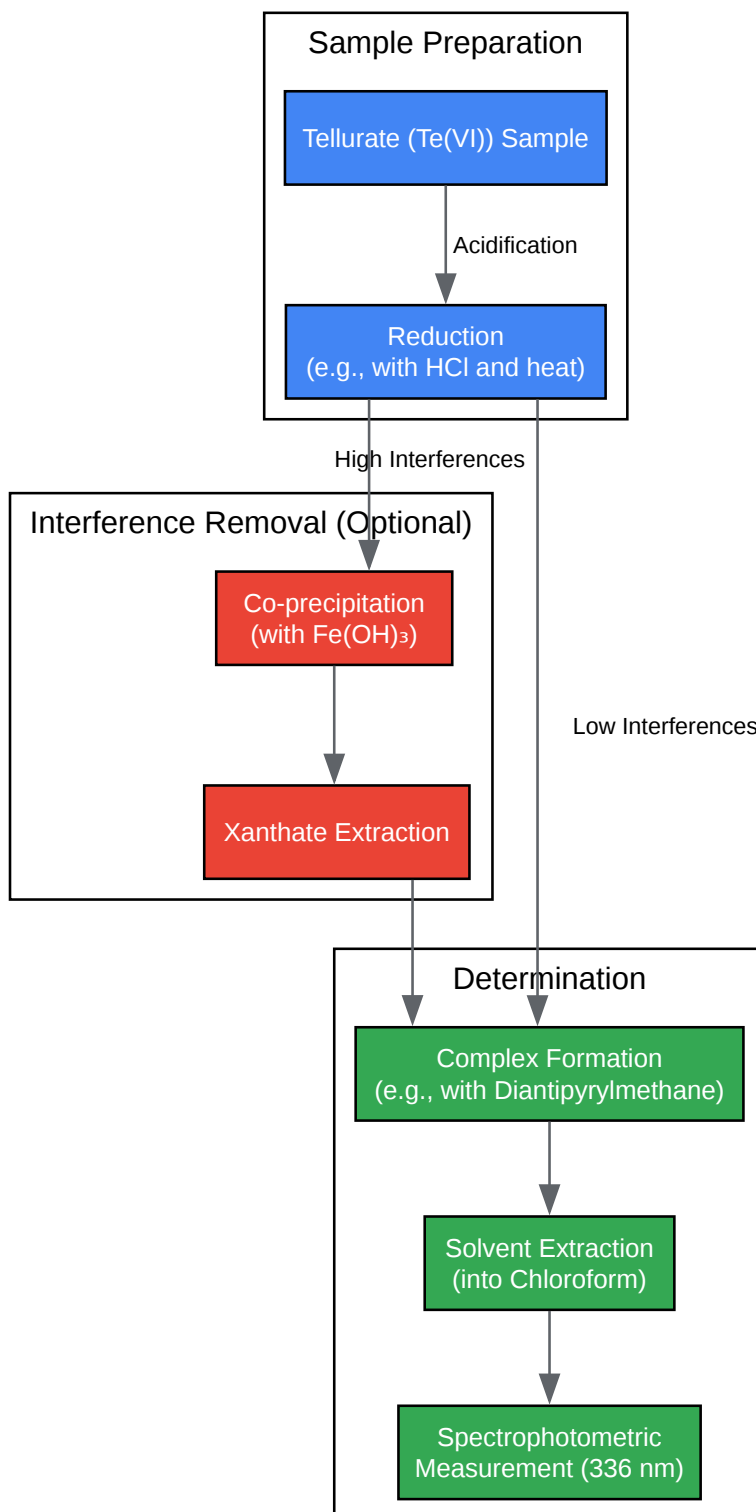 Sample Preparation
Tellurate (Te(VI)) Sample
Acidification
Reduction
(e.g., with HCl and heat)
High Interferences
Interference Removal (Optional)
Co-precipitation
(with Fe(OH)₃)
Low Interferences
Xanthate Extraction
Determination
Complex Formation
(e.g., with Diantipyrylmethane)
Solvent Extraction
(into Chloroform)
Spectrophotometric
Measurement (336 nm)